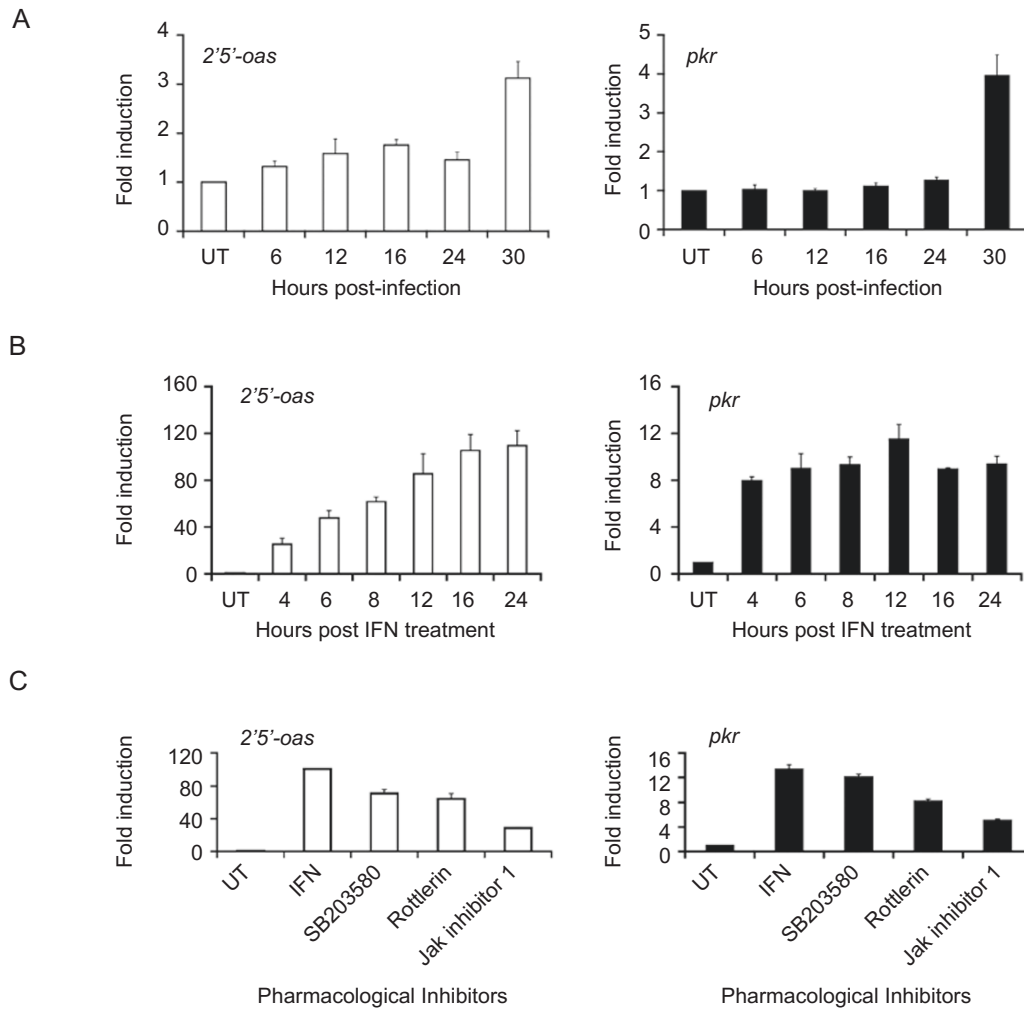 A
2'5'-oas
Fold induction
4
3
2
1
0
UT 6 12 16 24 30
Hours post-infection
pkr
Fold induction
5
4
3
2
1
0
UT 6 12 16 24 30
Hours post-infection
B
2'5'-oas
Fold induction
160
120
80
40
0
UT 4 6 8 12 16 24
Hours post IFN treatment
pkr
Fold induction
16
12
8
4
0
UT 4 6 8 12 16 24
Hours post IFN treatment
C
2'5'-oas
Fold induction
120
80
40
0
UT
IFN
SB203580
Rottlerin
Jak inhibitor 1
Pharmacological Inhibitors
pkr
Fold induction
16
12
8
4
0
UT
IFN
SB203580
Rottlerin
Jak inhibitor 1
Pharmacological Inhibitors